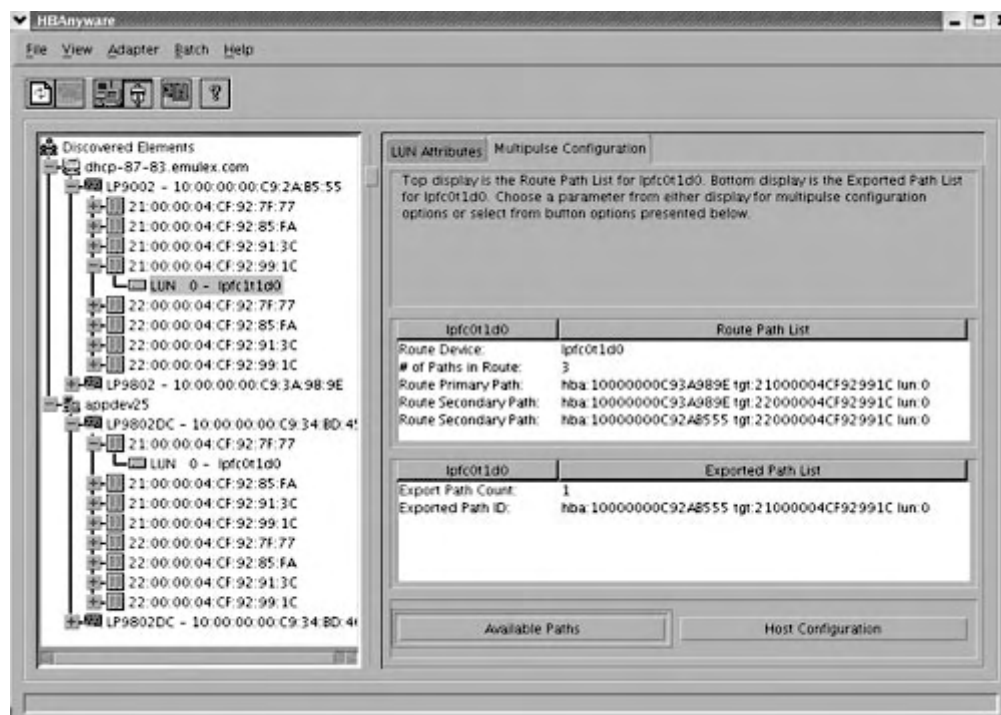 HBAnyware
File View Adapter Batch Help
Discovered Elements
dhcp-87-83.emulex.com
LP9002 - 10:00:00:00:C9:2A:85:55
21:00:00:04:CF:92:7F:77
21:00:00:04:CF:92:85:FA
21:00:00:04:CF:92:91:3C
21:00:00:04:CF:92:99:1C
LUN 0 - lpfc1t1d0
22:00:00:04:CF:92:7F:77
22:00:00:04:CF:92:85:FA
22:00:00:04:CF:92:91:3C
22:00:00:04:CF:92:99:1C
LP9802 - 10:00:00:00:C9:3A:98:9E
appdev25
LP9802DC - 10:00:00:00:C9:34:BD:4
21:00:00:04:CF:92:7F:77
LUN 0 - lpfc0t1d0
21:00:00:04:CF:92:85:FA
21:00:00:04:CF:92:91:3C
21:00:00:04:CF:92:99:1C
22:00:00:04:CF:92:7F:77
22:00:00:04:CF:92:85:FA
22:00:00:04:CF:92:91:3C
22:00:00:04:CF:92:99:1C
LP9802DC - 10:00:00:00:C9:34:BD:4
LUN Attributes Multipulse Configuration
Top display is the Route Path List for lpfc0t1d0. Bottom display is the Exported Path List
for lpfc0t1d0. Choose a parameter from either display for multipulse configuration
options or select from button options presented below.
lpfc0t1d0 Route Path List
Route Device: lpfc0t1d0
# of Paths in Route: 3
Route Primary Path: hba:10000000C93A989E tgt:21000004CF92991C lun:0
Route Secondary Path: hba:10000000C93A989E tgt:22000004CF92991C lun:0
Route Secondary Path: hba:10000000C92A8555 tgt:22000004CF92991C lun:0
lpfc0t1d0 Exported Path List
Export Path Count: 1
Exported Path ID: hba:10000000C92A8555 tgt:21000004CF92991C lun:0
Available Paths Host Configuration